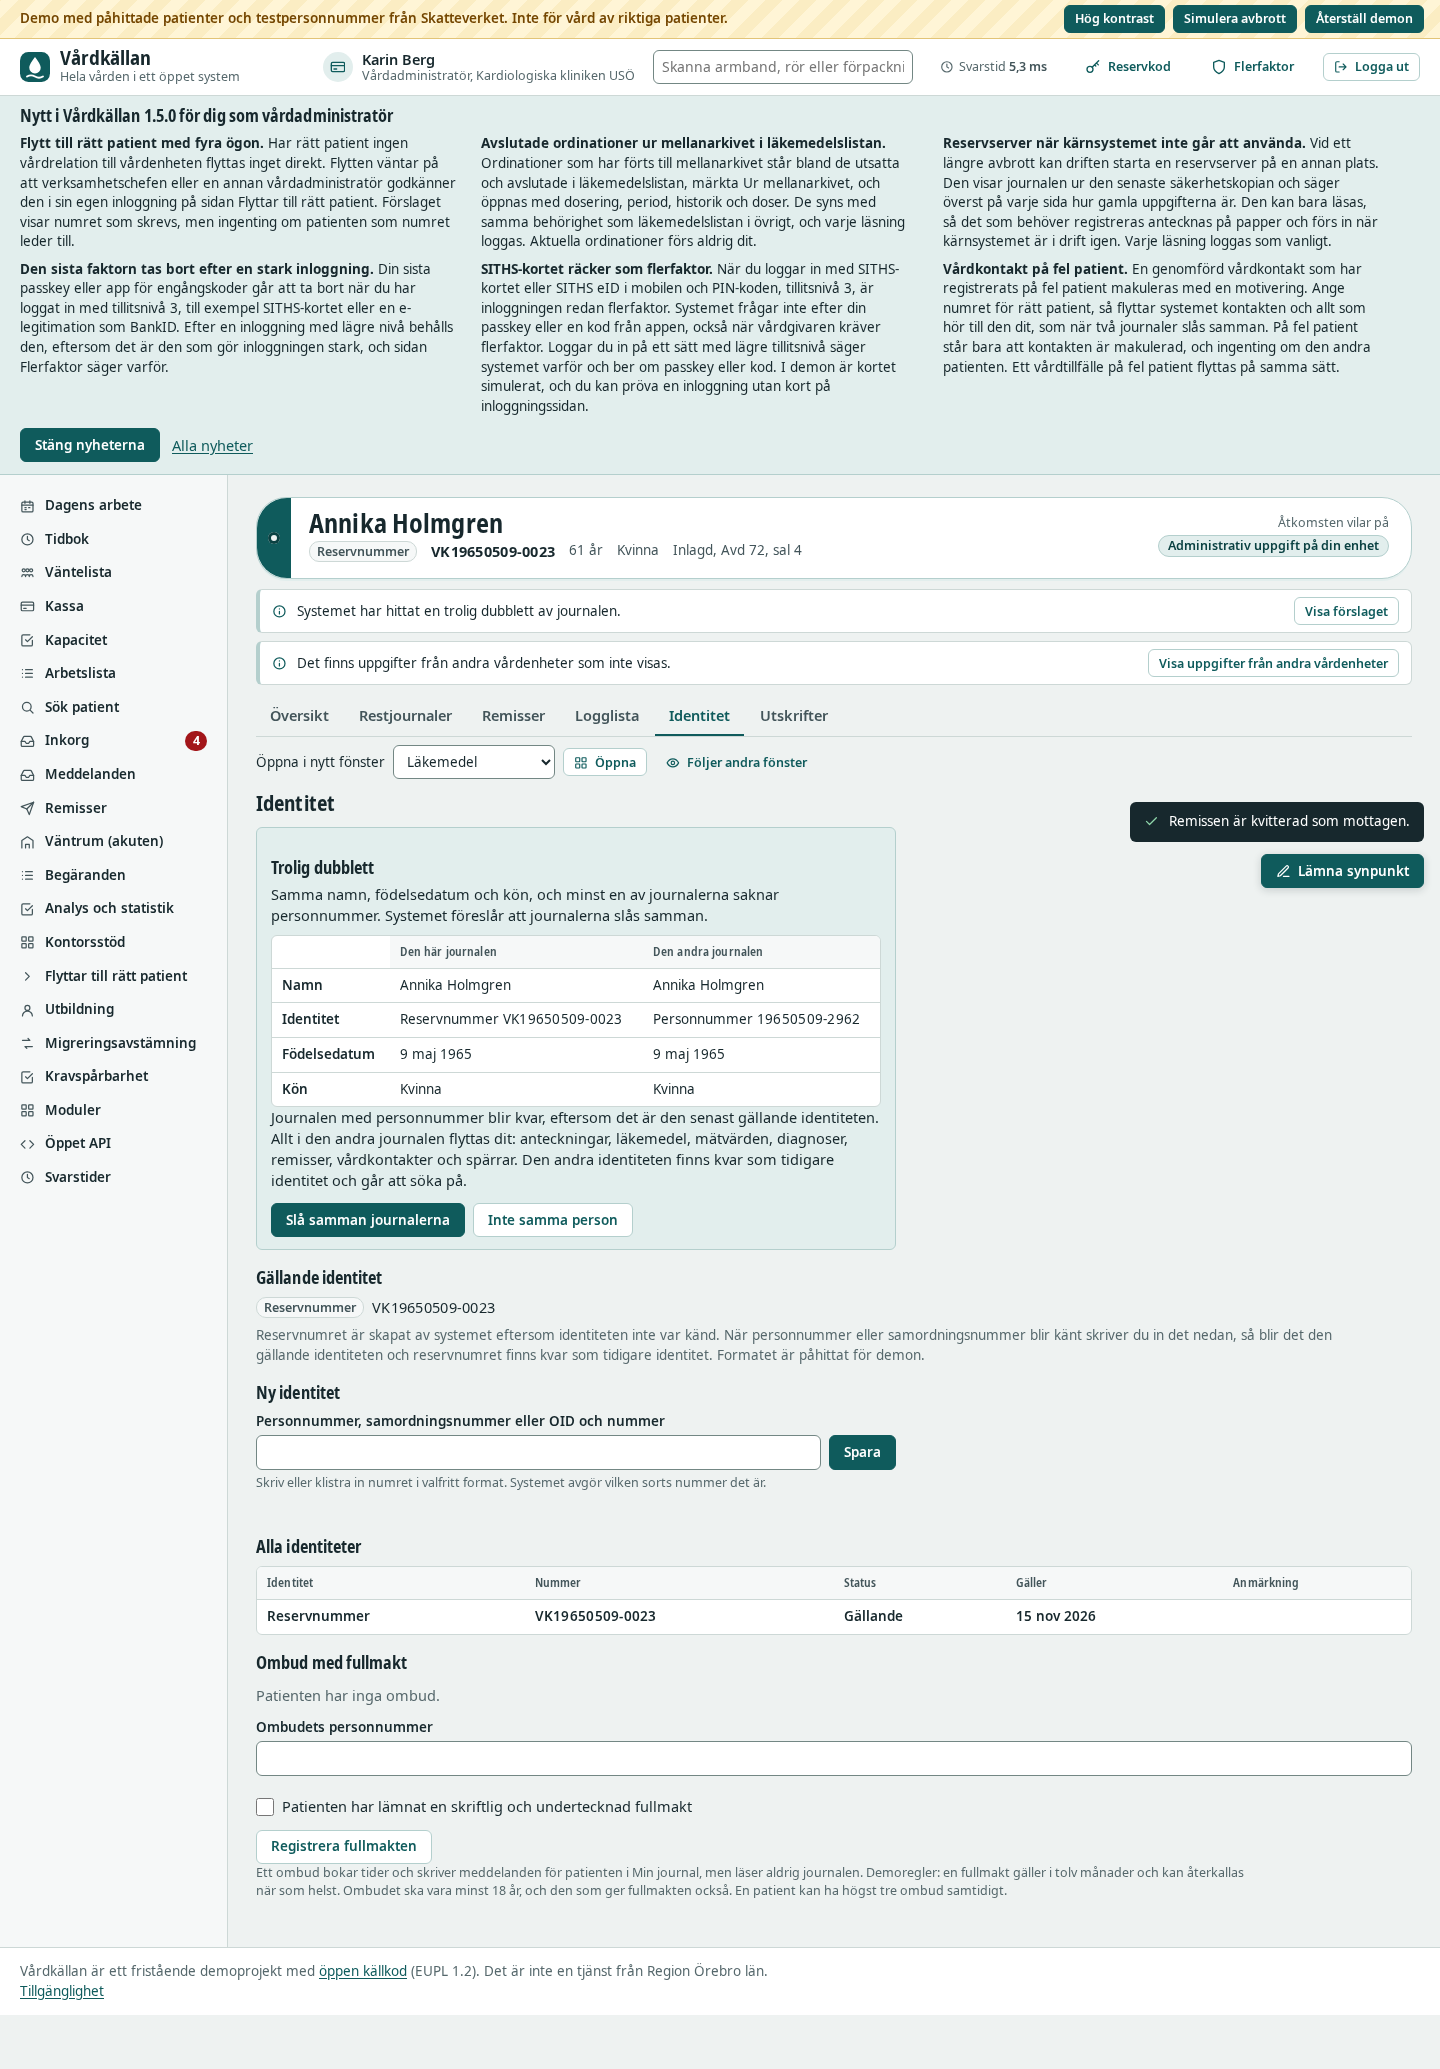 Demo med påhittade patienter och testpersonnummer från Skatteverket. Inte för vård av riktiga patienter.
Hög kontrast
Simulera avbrott
Återställ demon
Vårdkällan
Hela vården i ett öppet system
Karin Berg
Vårdadministratör, Kardiologiska kliniken USÖ
Skanna armband, rör eller förpackni
Svarstid 5,3 ms
Reservkod
Flerfaktor
Logga ut
Nytt i Vårdkällan 1.5.0 för dig som vårdadministratör
Flytt till rätt patient med fyra ögon. Har rätt patient ingen
vårdrelation till vårdenheten flyttas inget direkt. Flytten väntar på
att verksamhetschefen eller en annan vårdadministratör godkänner
den i sin egen inloggning på sidan Flyttar till rätt patient. Förslaget
visar numret som skrevs, men ingenting om patienten som numret
leder till.
Avslutade ordinationer ur mellanarkivet i läkemedelslistan.
Ordinationer som har förts till mellanarkivet står bland de utsatta
och avslutade i läkemedelslistan, märkta Ur mellanarkivet, och
öppnas med dosering, period, historik och doser. De syns med
samma behörighet som läkemedelslistan i övrigt, och varje läsning
loggas. Aktuella ordinationer förs aldrig dit.
Reservserver när kärnsystemet inte går att använda. Vid ett
längre avbrott kan driften starta en reservserver på en annan plats.
Den visar journalen ur den senaste säkerhetskopian och säger
överst på varje sida hur gamla uppgifterna är. Den kan bara läsas,
så det som behöver registreras antecknas på papper och förs in när
kärnsystemet är i drift igen. Varje läsning loggas som vanligt.
Den sista faktorn tas bort efter en stark inloggning. Din sista
passkey eller app för engångskoder går att ta bort när du har
loggat in med tillitsnivå 3, till exempel SITHS-kortet eller en e-
legitimation som BankID. Efter en inloggning med lägre nivå behålls
den, eftersom det är den som gör inloggningen stark, och sidan
Flerfaktor säger varför.
SITHS-kortet räcker som flerfaktor. När du loggar in med SITHS-
kortet eller SITHS eID i mobilen och PIN-koden, tillitsnivå 3, är
inloggningen redan flerfaktor. Systemet frågar inte efter din
passkey eller en kod från appen, också när vårdgivaren kräver
flerfaktor. Loggar du in på ett sätt med lägre tillitsnivå säger
systemet varför och ber om passkey eller kod. I demon är kortet
simulerat, och du kan pröva en inloggning utan kort på
inloggningssidan.
Vårdkontakt på fel patient. En genomförd vårdkontakt som har
registrerats på fel patient makuleras med en motivering. Ange
numret för rätt patient, så flyttar systemet kontakten och allt som
hör till den dit, som när två journaler slås samman. På fel patient
står bara att kontakten är makulerad, och ingenting om den andra
patienten. Ett vårdtillfälle på fel patient flyttas på samma sätt.
Stäng nyheterna
Alla nyheter
Dagens arbete
Tidbok
Väntelista
Kassa
Kapacitet
Arbetslista
Sök patient
Inkorg
4
Meddelanden
Remisser
Väntrum (akuten)
Begäranden
Analys och statistik
Kontorsstöd
Flyttar till rätt patient
Utbildning
Migreringsavstämning
Kravspårbarhet
Moduler
Öppet API
Svarstider
Annika Holmgren
Reservnummer VK19650509-0023 61 år Kvinna Inlagd, Avd 72, sal 4
Åtkomsten vilar på
Administrativ uppgift på din enhet
Systemet har hittat en trolig dubblett av journalen.
Visa förslaget
Det finns uppgifter från andra vårdenheter som inte visas.
Visa uppgifter från andra vårdenheter
Översikt
Restjournaler
Remisser
Logglista
Identitet
Utskrifter
Öppna i nytt fönster
Läkemedel
Öppna
Följer andra fönster
Identitet
Remissen är kvitterad som mottagen.
Lämna synpunkt
Trolig dubblett
Samma namn, födelsedatum och kön, och minst en av journalerna saknar
personnummer. Systemet föreslår att journalerna slås samman.
Den här journalen Den andra journalen
Namn Annika Holmgren Annika Holmgren
Identitet Reservnummer VK19650509-0023 Personnummer 19650509-2962
Födelsedatum 9 maj 1965 9 maj 1965
Kön Kvinna Kvinna
Journalen med personnummer blir kvar, eftersom det är den senast gällande identiteten.
Allt i den andra journalen flyttas dit: anteckningar, läkemedel, mätvärden, diagnoser,
remisser, vårdkontakter och spärrar. Den andra identiteten finns kvar som tidigare
identitet och går att söka på.
Slå samman journalerna
Inte samma person
Gällande identitet
Reservnummer VK19650509-0023
Reservnumret är skapat av systemet eftersom identiteten inte var känd. När personnummer eller samordningsnummer blir känt skriver du in det nedan, så blir det den
gällande identiteten och reservnumret finns kvar som tidigare identitet. Formatet är påhittat för demon.
Ny identitet
Personnummer, samordningsnummer eller OID och nummer
Spara
Skriv eller klistra in numret i valfritt format. Systemet avgör vilken sorts nummer det är.
Alla identiteter
Identitet Nummer Status Gäller Anmärkning
Reservnummer VK19650509-0023 Gällande 15 nov 2026
Ombud med fullmakt
Patienten har inga ombud.
Ombudets personnummer
Patienten har lämnat en skriftlig och undertecknad fullmakt
Registrera fullmakten
Ett ombud bokar tider och skriver meddelanden för patienten i Min journal, men läser aldrig journalen. Demoregler: en fullmakt gäller i tolv månader och kan återkallas
när som helst. Ombudet ska vara minst 18 år, och den som ger fullmakten också. En patient kan ha högst tre ombud samtidigt.
Vårdkällan är ett fristående demoprojekt med öppen källkod (EUPL 1.2). Det är inte en tjänst från Region Örebro län.
Tillgänglighet